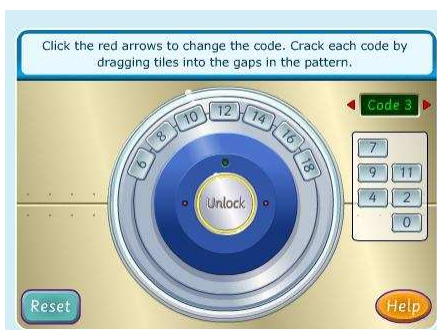 Click the red arrows to change the code. Crack each code by
dragging tiles into the gaps in the pattern.
Code 3
6 8 10 12 14 16 18
7
9 11
4 2
0
Unlock
Reset
Help